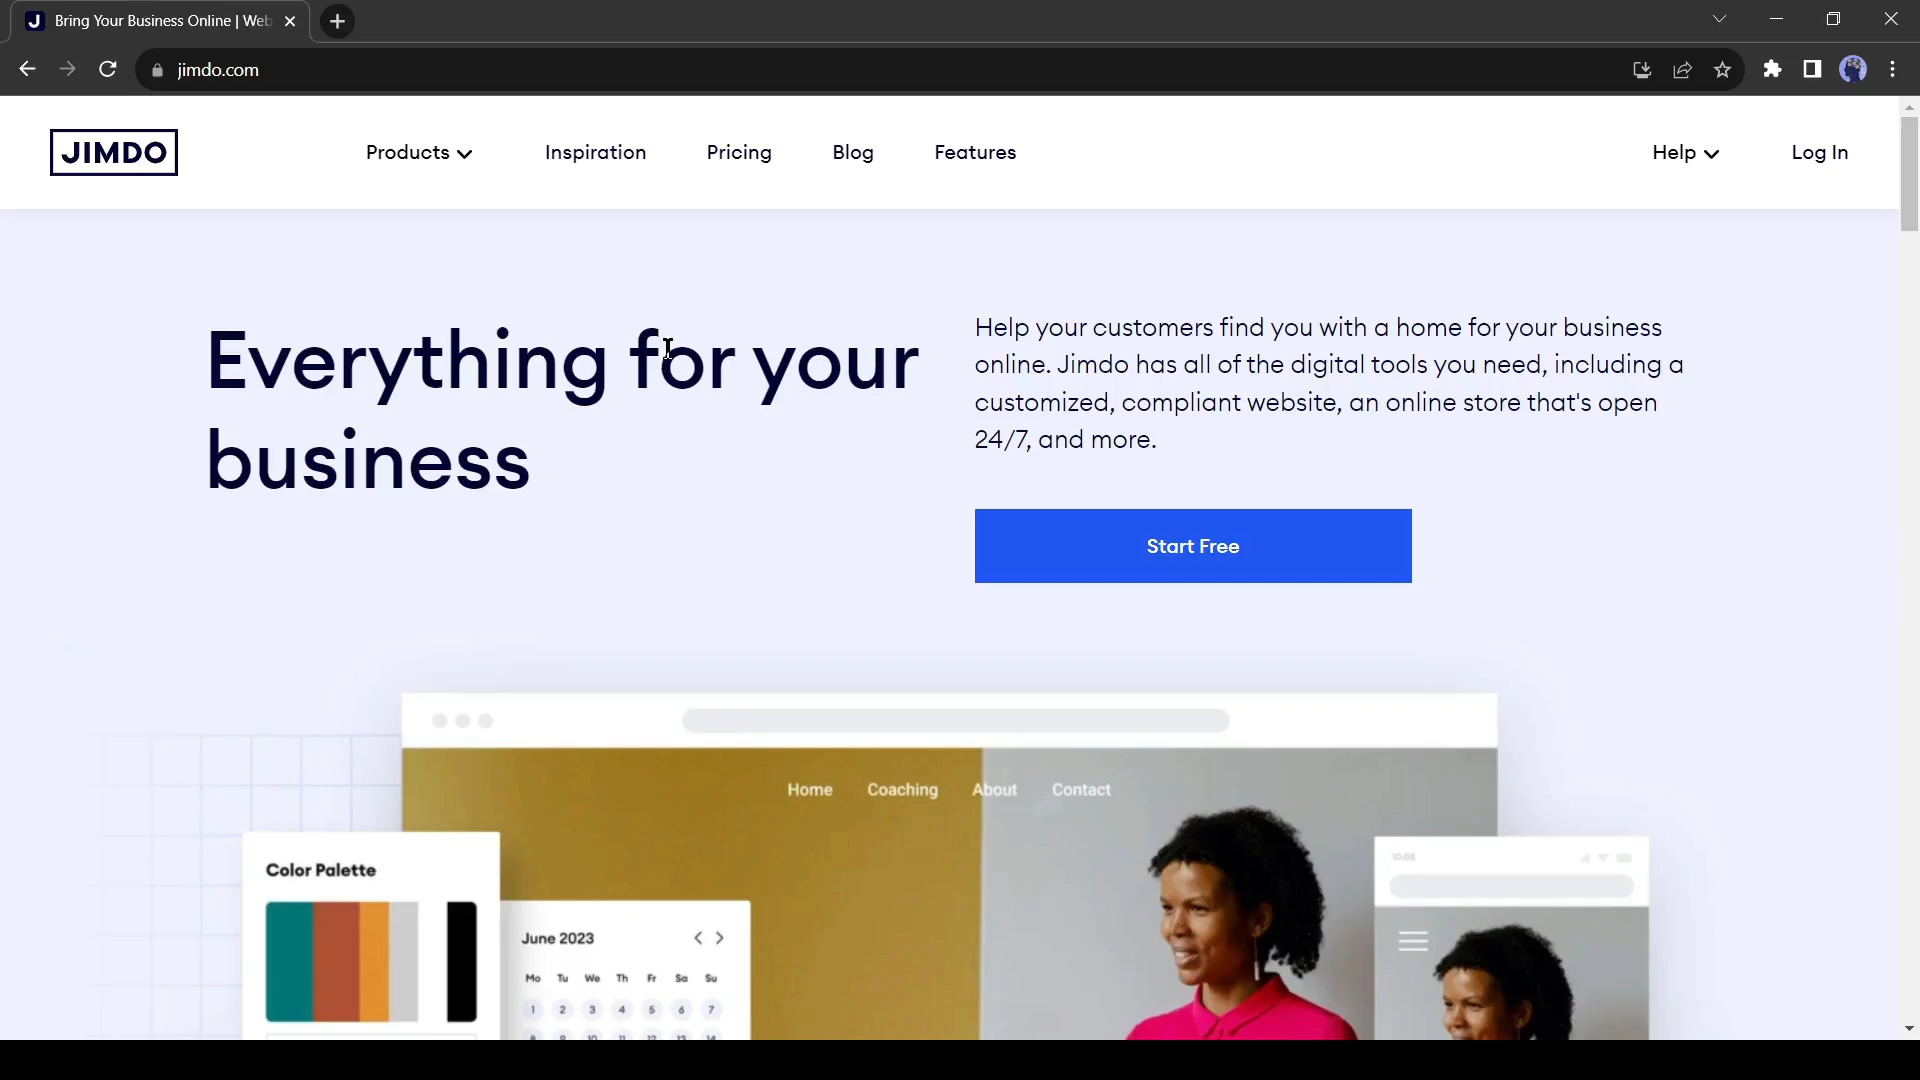 Bring Your Business Online | Web
jimdo.com
JIMDO
Products
Inspiration
Pricing
Blog
Features
Help
Log In
Everything for your
business
Help your customers find you with a home for your business
online. Jimdo has all of the digital tools you need, including a
customized, compliant website, an online store that's open
24/7, and more.
Start Free
Home Coaching About Contact
Color Palette
June 2023
Mo Tu We Th Fr Sa Su
1 2 3 4 5 6 7
10:05